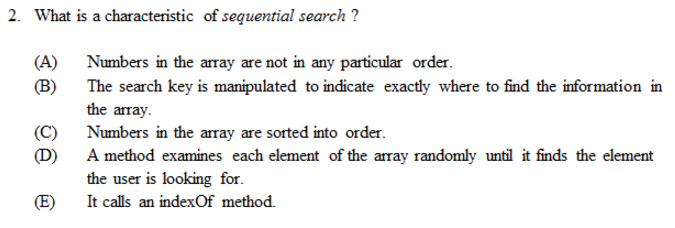 2. What is a characteristic of sequential search ?
(A) Numbers in the array are not in any particular order.
(B) The search key is manipulated to indicate exactly where to find the information in
the array.
(C) Numbers in the array are sorted into order.
(D) A method examines each element of the array randomly until it finds the element
the user is looking for.
(E) It calls an indexOf method.